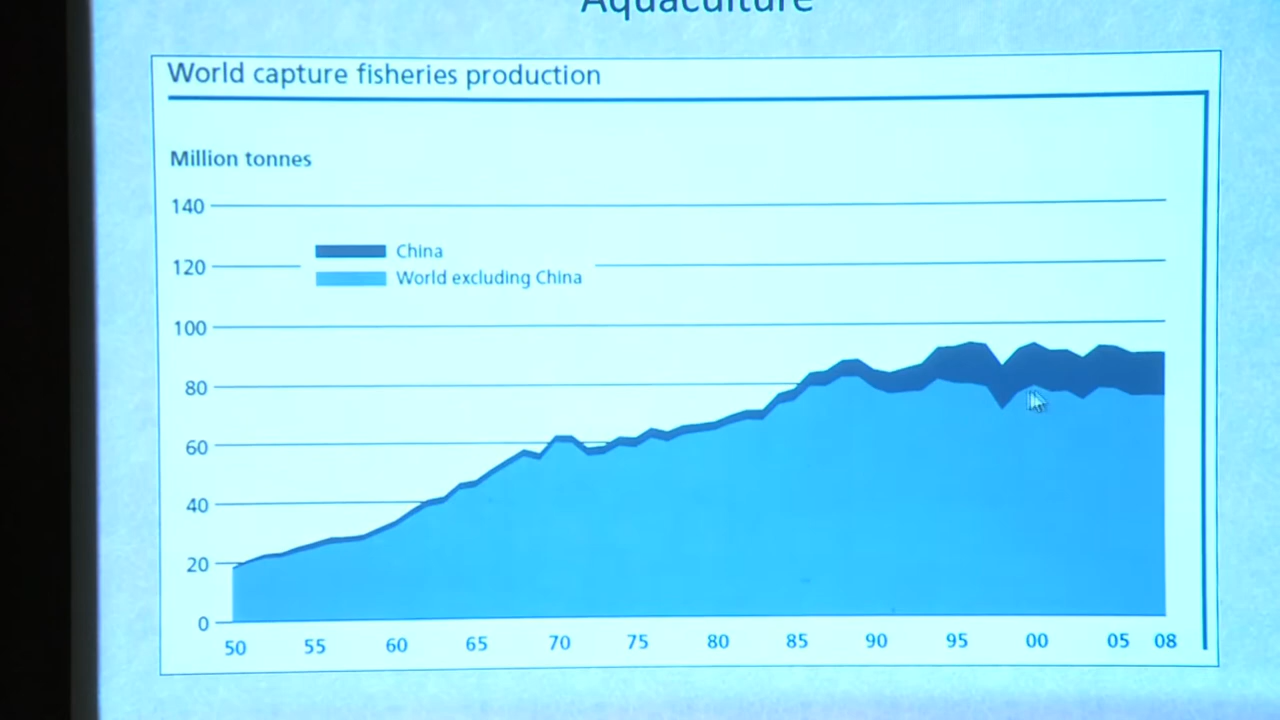 Aquaculture
World capture fisheries production
Million tonnes
140
120
100
80
60
40
20
0
China
World excluding China
50 55 60 65 70 75 80 85 90 95 00 05 08